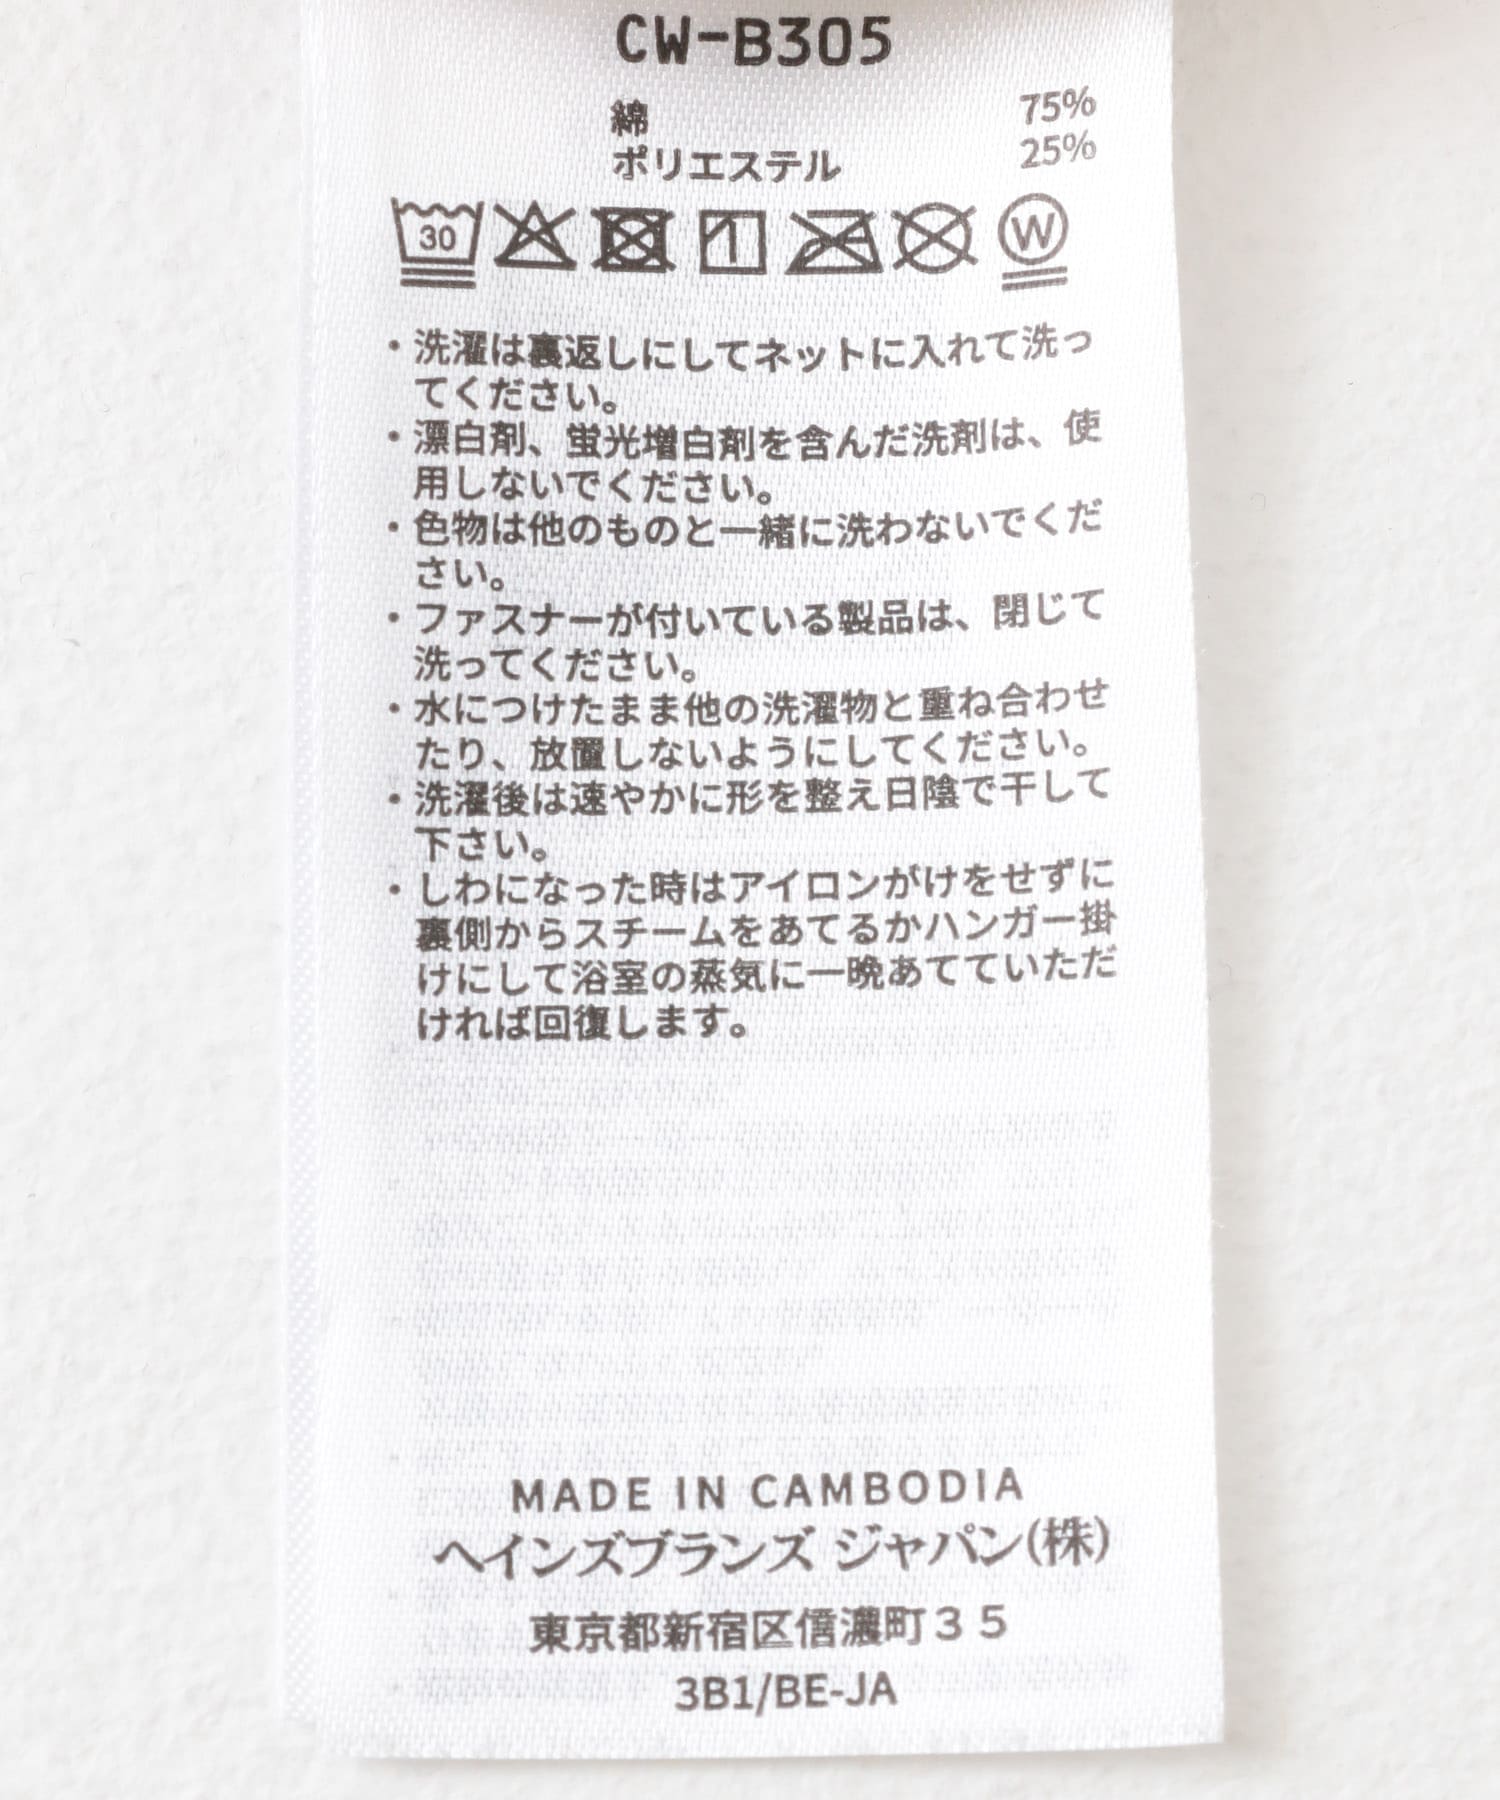 CW-B305
綿 75%
ポリエステル 25%
30 W
・洗濯は裏返しにしてネットに入れて洗っ
てください。
・漂白剤、蛍光増白剤を含んだ洗剤は、使
用しないでください。
・色物は他のものと一緒に洗わないでくだ
さい。
・ファスナーが付いている製品は、閉じて
洗ってください。
・水につけたまま他の洗濯物と重ね合わせ
たり、放置しないようにしてください。
・洗濯後は速やかに形を整え日陰で干して
下さい。
・しわになった時はアイロンがけをせずに
裏側からスチームをあてるかハンガー掛
けにして浴室の蒸気に一晩あてていただ
ければ回復します。
MADE IN CAMBODIA
ヘインズブランズ ジャパン(株)
東京都新宿区信濃町35
3B1/BE-JA